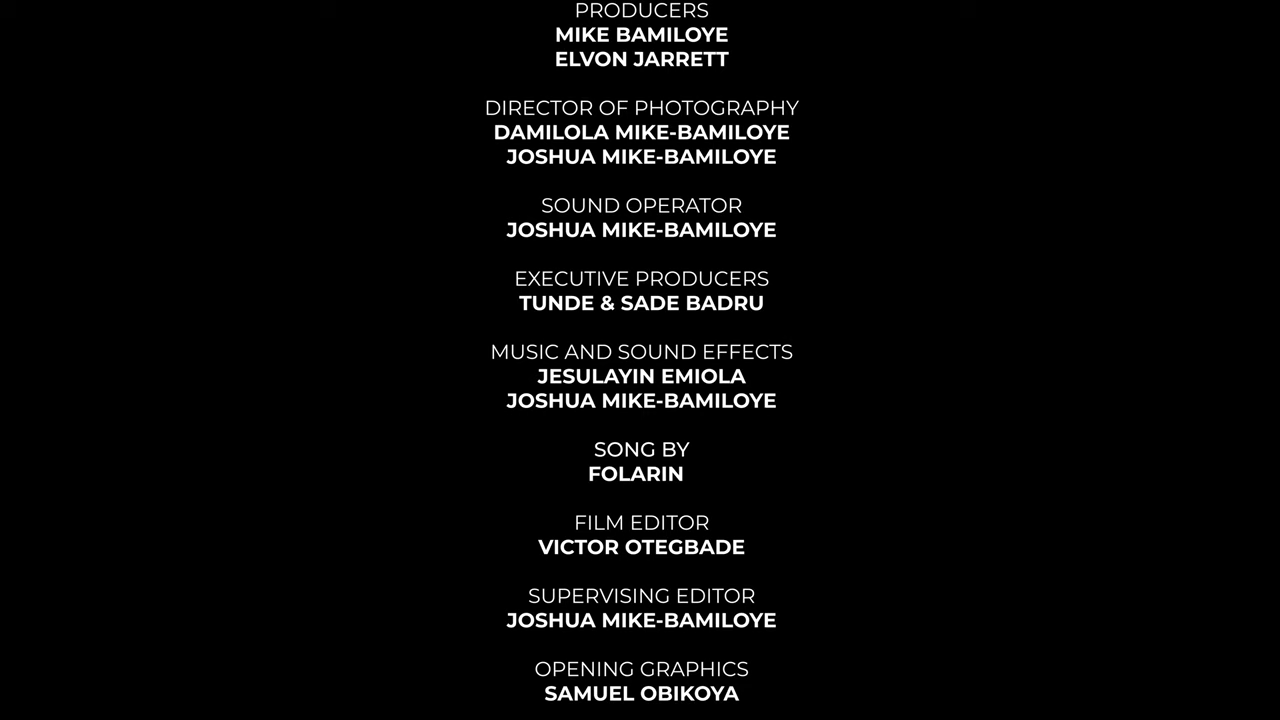 PRODUCERS
MIKE BAMILOYE
ELVON JARRETT
DIRECTOR OF PHOTOGRAPHY
DAMILOLA MIKE-BAMILOYE
JOSHUA MIKE-BAMILOYE
SOUND OPERATOR
JOSHUA MIKE-BAMILOYE
EXECUTIVE PRODUCERS
TUNDE & SADE BADRU
MUSIC AND SOUND EFFECTS
JESULAYIN EMIOLA
JOSHUA MIKE-BAMILOYE
SONG BY
FOLARIN
FILM EDITOR
VICTOR OTEGBADE
SUPERVISING EDITOR
JOSHUA MIKE-BAMILOYE
OPENING GRAPHICS
SAMUEL OBIKOYA